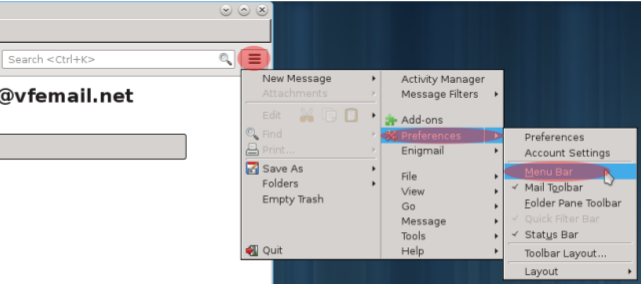 Search <Ctrl+K>
@vfemail.net
New Message
Attachments
Edit
Find
Print...
Save As
Folders
Empty Trash
Quit
Activity Manager
Message Filters
Add-ons
Preferences
Enigmail
File
View
Go
Message
Tools
Help
Preferences
Account Settings
Menu Bar
Mail Toolbar
Folder Pane Toolbar
Quick Filter Bar
Status Bar
Toolbar Layout...
Layout